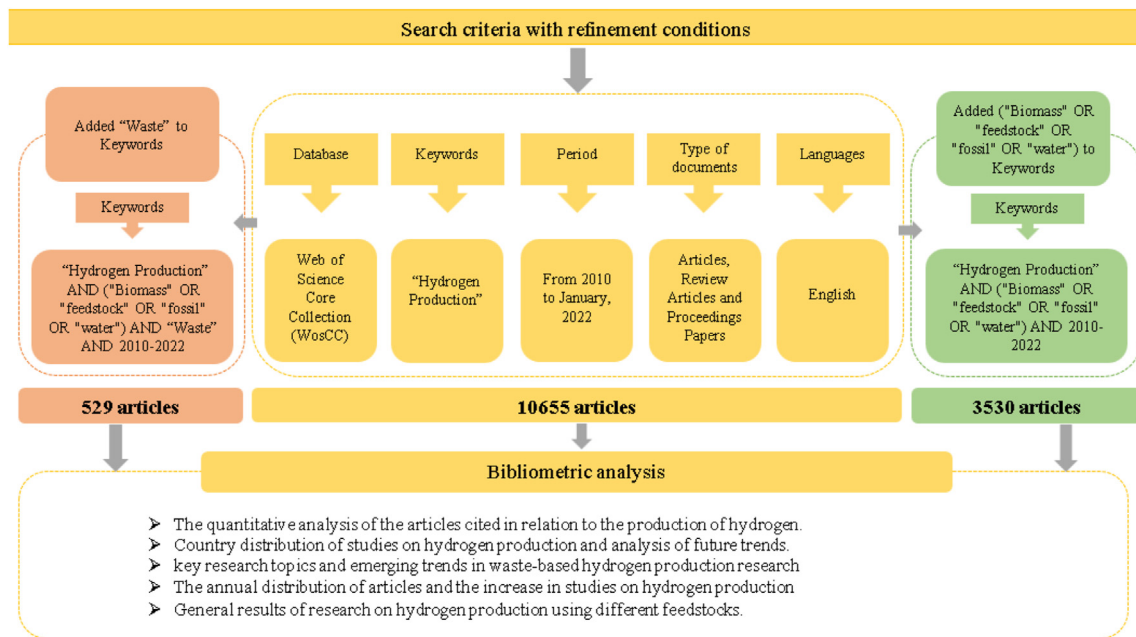 Search criteria with refinement conditions
Added “Waste” to
Keywords
Keywords
“Hydrogen Production”
AND ("Biomass" OR
"feedstock" OR "fossil"
OR "water") AND “Waste”
AND 2010-2022
Database
Keywords
Period
Type of
documents
Languages
Web of
Science
Core
Collection
(WosCC)
“Hydrogen
Production”
From 2010
to January,
2022
Articles,
Review
Articles and
Proceedings
Papers
English
Added ("Biomass" OR
"feedstock" OR
"fossil" OR "water") to
Keywords
Keywords
“Hydrogen Production”
AND ("Biomass" OR
"feedstock" OR "fossil"
OR "water") AND 2010-
2022
529 articles
10655 articles
3530 articles
Bibliometric analysis
➢ The quantitative analysis of the articles cited in relation to the production of hydrogen.
➢ Country distribution of studies on hydrogen production and analysis of future trends.
➢ key research topics and emerging trends in waste-based hydrogen production research
➢ The annual distribution of articles and the increase in studies on hydrogen production
➢ General results of research on hydrogen production using different feedstocks.